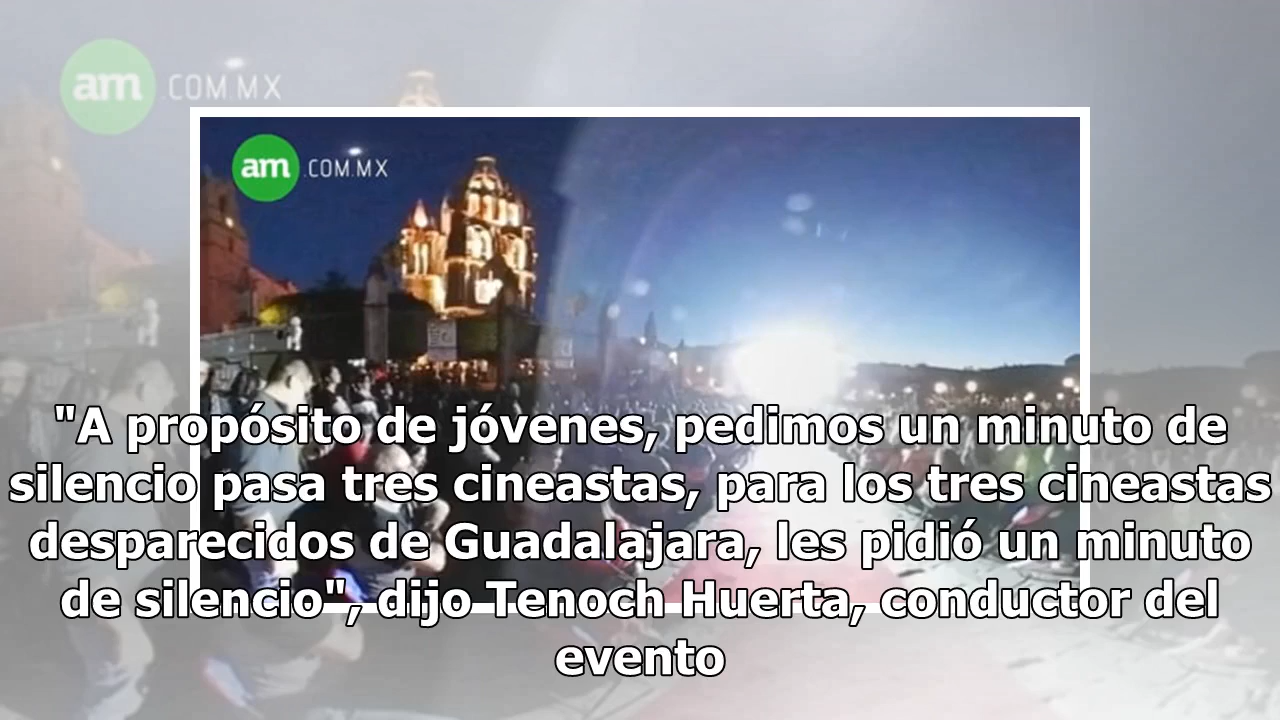 am .COM.MX
am .COM.MX
"A propósito de jóvenes, pedimos un minuto de
silencio pasa tres cineastas, para los tres cineastas
desparecidos de Guadalajara, les pidió un minuto
de silencio", dijo Tenoch Huerta, conductor del
evento